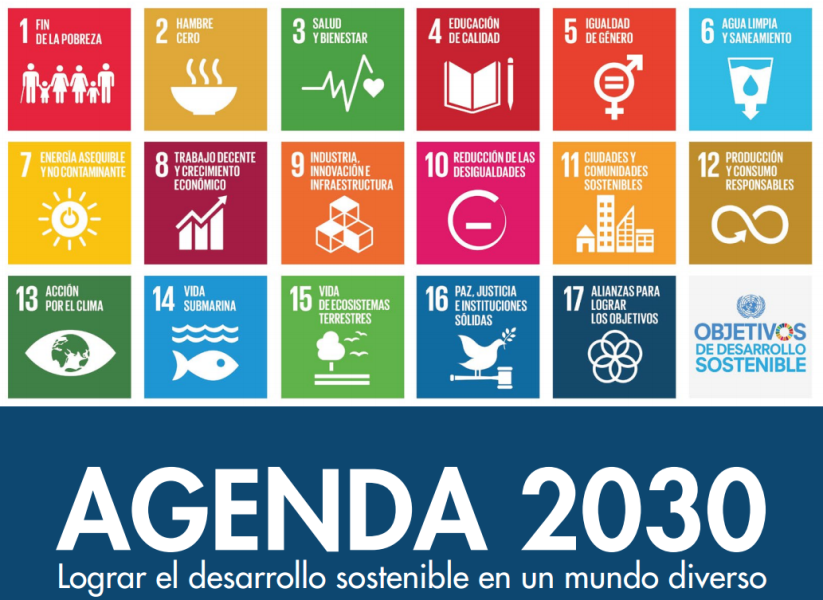 1 FIN
DE LA POBREZA
2 HAMBRE
CERO
3 SALUD
Y BIENESTAR
4 EDUCACIÓN
DE CALIDAD
5 IGUALDAD
DE GÉNERO
6 AGUA LIMPIA
Y SANEAMIENTO
7 ENERGÍA ASEQUIBLE
Y NO CONTAMINANTE
8 TRABAJO DECENTE
Y CRECIMIENTO
ECONÓMICO
9 INDUSTRIA,
INNOVACIÓN E
INFRAESTRUCTURA
10 REDUCCIÓN DE LAS
DESIGUALDADES
11 CIUDADES Y
COMUNIDADES
SOSTENIBLES
12 PRODUCCIÓN
Y CONSUMO
RESPONSABLES
13 ACCIÓN
POR EL CLIMA
14 VIDA
SUBMARINA
15 VIDA
DE ECOSISTEMAS
TERRESTRES
16 PAZ, JUSTICIA
E INSTITUCIONES
SÓLIDAS
17 ALIANZAS PARA
LOGRAR
LOS OBJETIVOS
OBJETIVOS
DE DESARROLLO
SOSTENIBLE
AGENDA 2030
Lograr el desarrollo sostenible en un mundo diverso